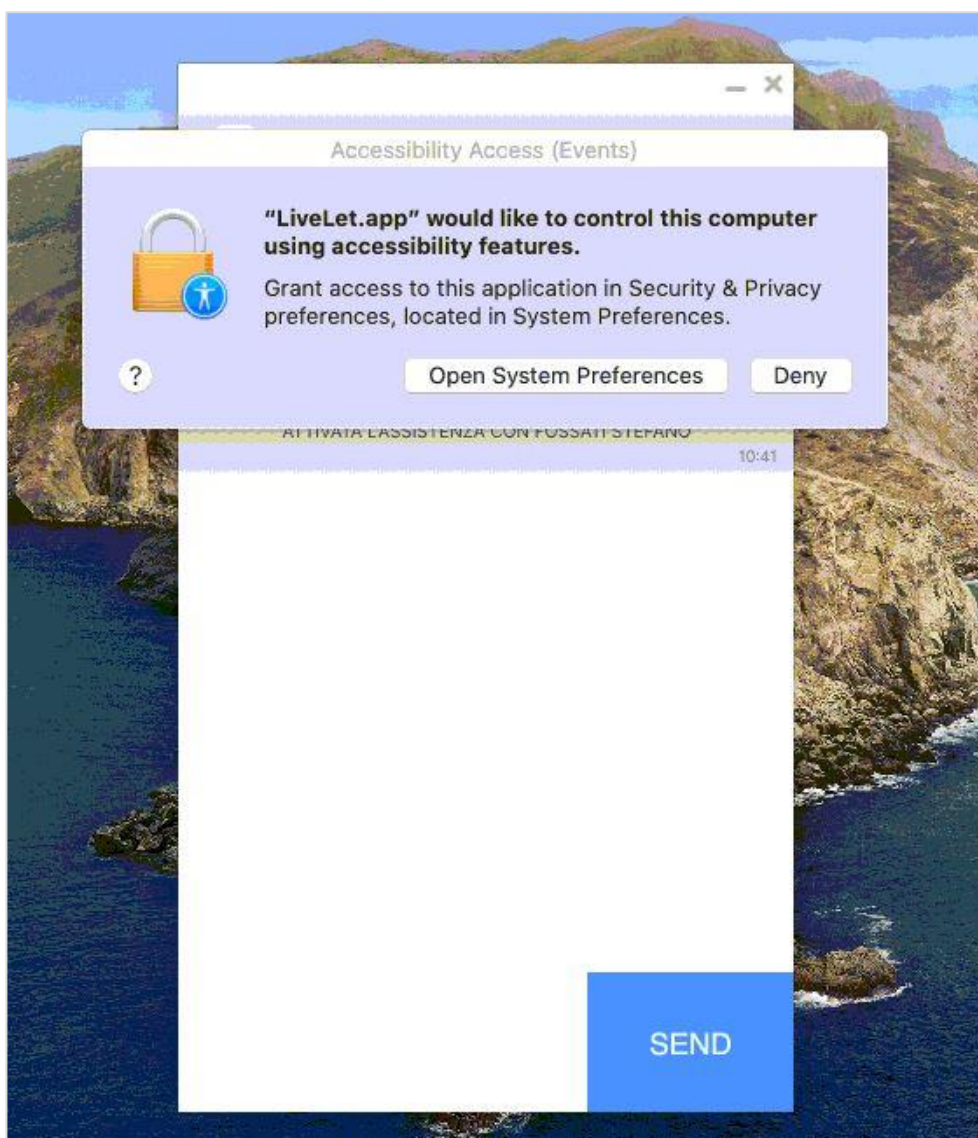 Accessibility Access (Events)
“LiveLet.app” would like to control this computer
using accessibility features.
Grant access to this application in Security & Privacy
preferences, located in System Preferences.
?
Open System Preferences
Deny
ATTIVATA L'ASSISTENZA CON FOSSATI STEFANO
10:41
SEND